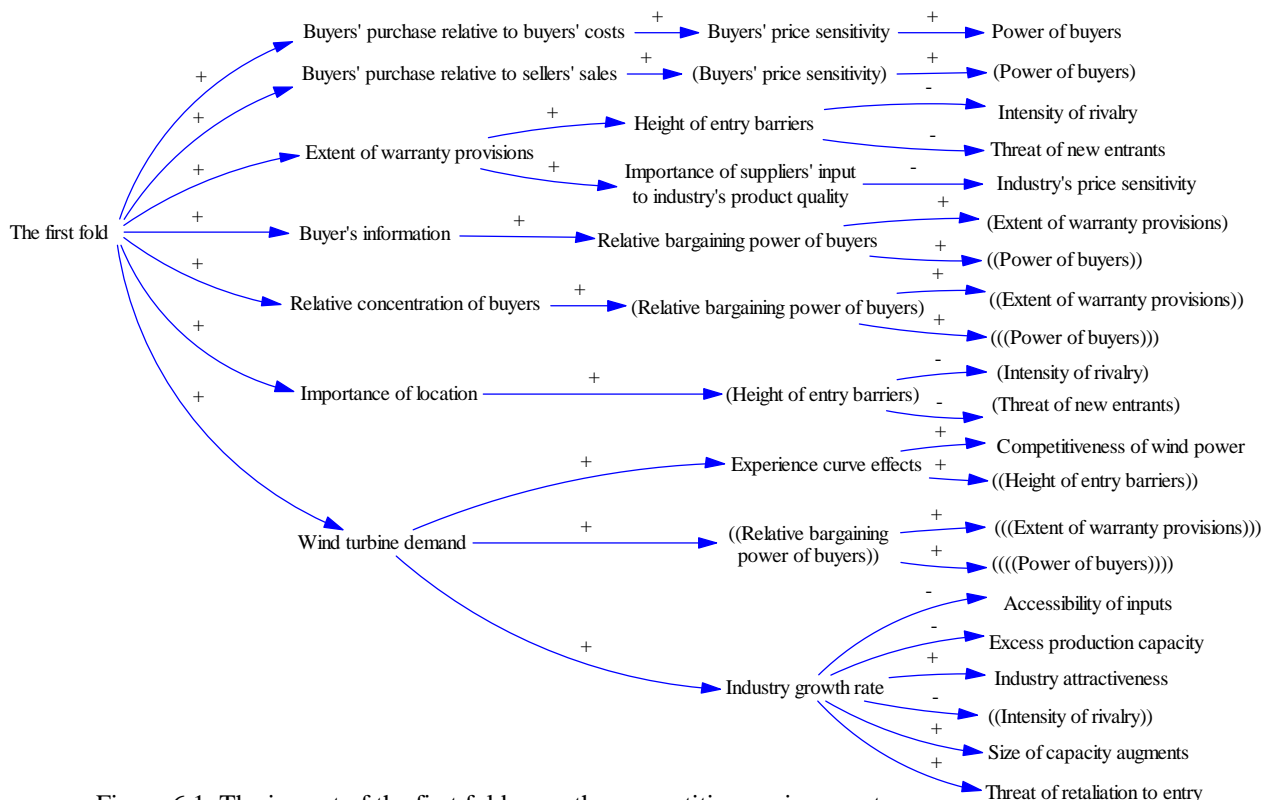 Buyers' purchase relative to buyers' costs + Buyers' price sensitivity + Power of buyers
+ Buyers' purchase relative to sellers' sales + (Buyers' price sensitivity) + (Power of buyers)
+ Extent of warranty provisions + Height of entry barriers - Intensity of rivalry
- Threat of new entrants
+ + Importance of suppliers' input
to industry's product quality - Industry's price sensitivity
The first fold + Buyer's information + Relative bargaining power of buyers + (Extent of warranty provisions)
+ ((Power of buyers))
+ Relative concentration of buyers + (Relative bargaining power of buyers) + ((Extent of warranty provisions))
+ (((Power of buyers)))
+ Importance of location + (Height of entry barriers) - (Intensity of rivalry)
- (Threat of new entrants)
+ Wind turbine demand + Experience curve effects + Competitiveness of wind power
+ ((Height of entry barriers))
+ ((Relative bargaining
power of buyers)) + (((Extent of warranty provisions)))
+ ((((Power of buyers))))
+ Industry growth rate - Accessibility of inputs
- Excess production capacity
+ Industry attractiveness
- ((Intensity of rivalry))
+ Size of capacity augments
+ Threat of retaliation to entry